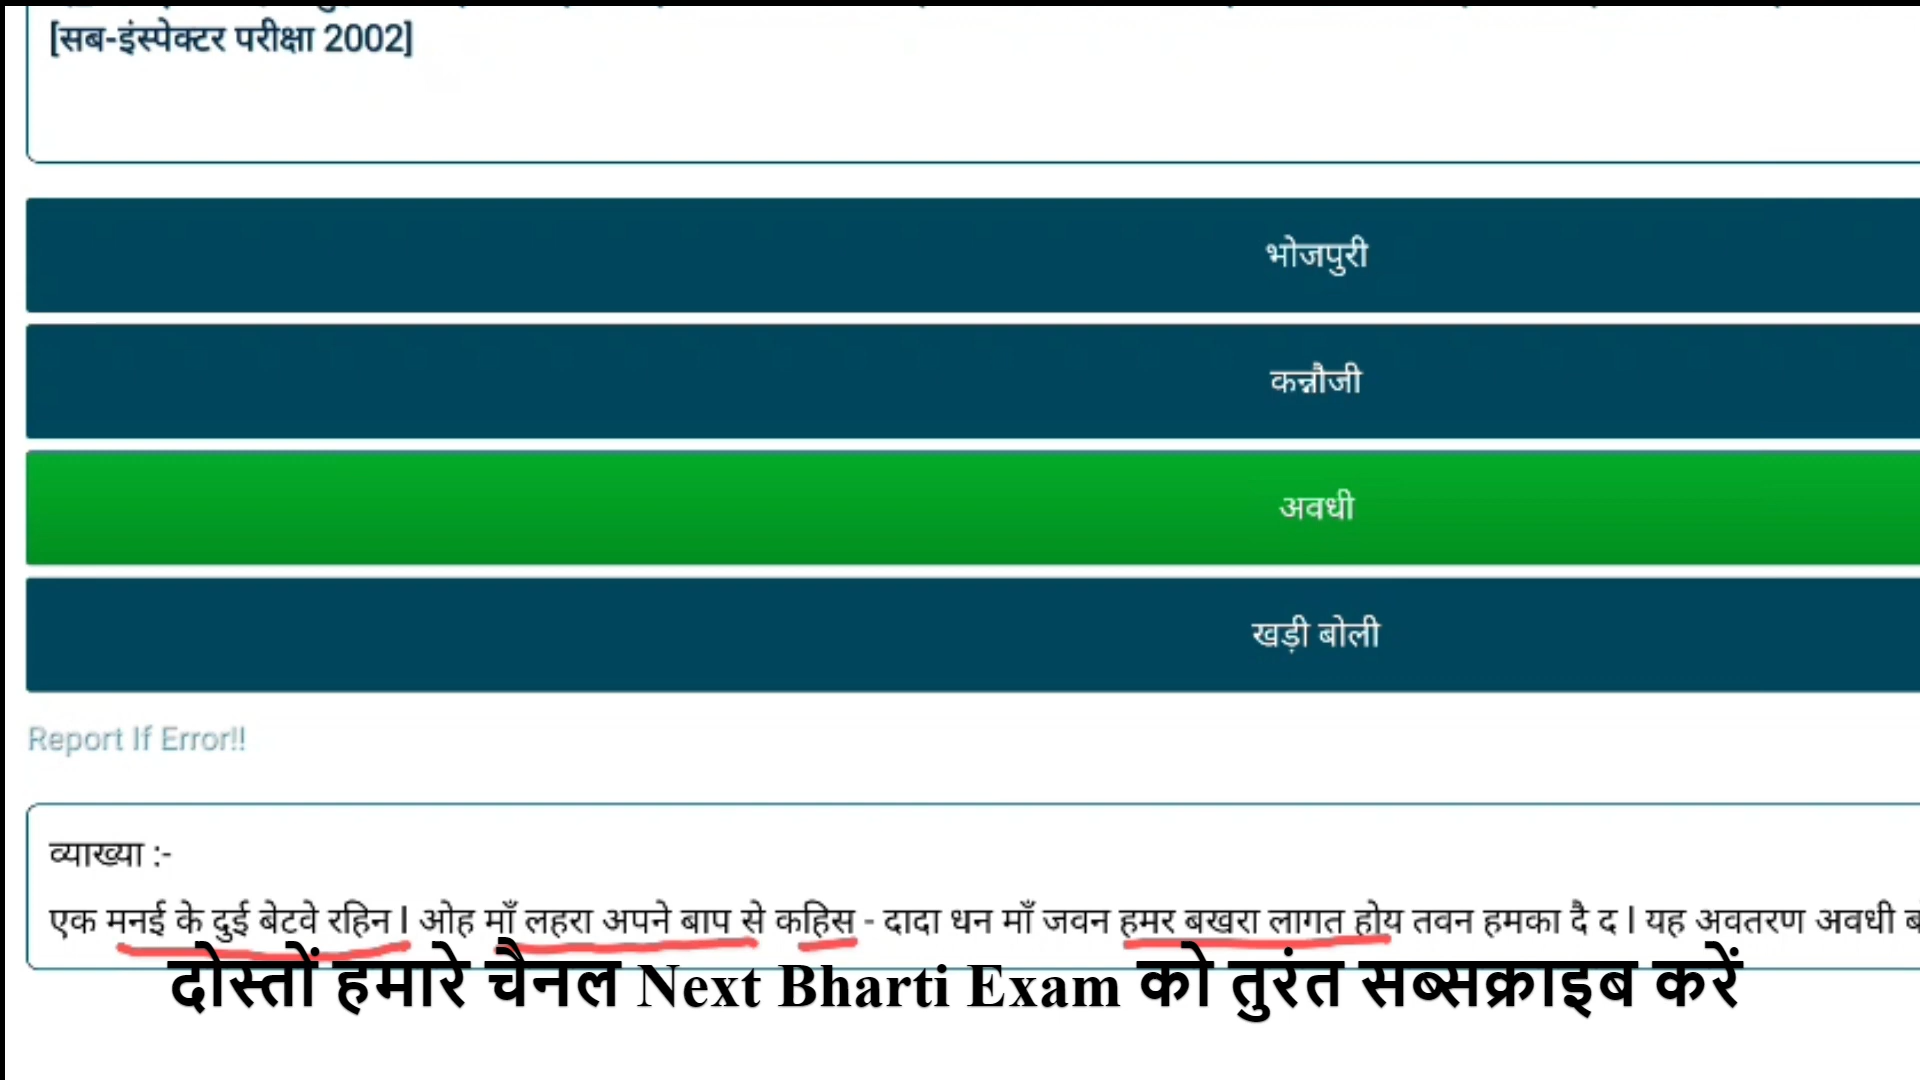 [सब-इंस्पेक्टर परीक्षा 2002]
भोजपुरी
कन्नौजी
अवधी
खड़ी बोली
Report If Error!!
व्याख्या :-
एक मनई के दुई बेटवे रहिन | ओह माँ लहरा अपने बाप से कहिस - दादा धन माँ जवन हमर बखरा लागत होय तवन हमका दै द | यह अवतरण अवधी
दोस्तों हमारे चैनल Next Bharti Exam को तुरंत सब्सक्राइब करें